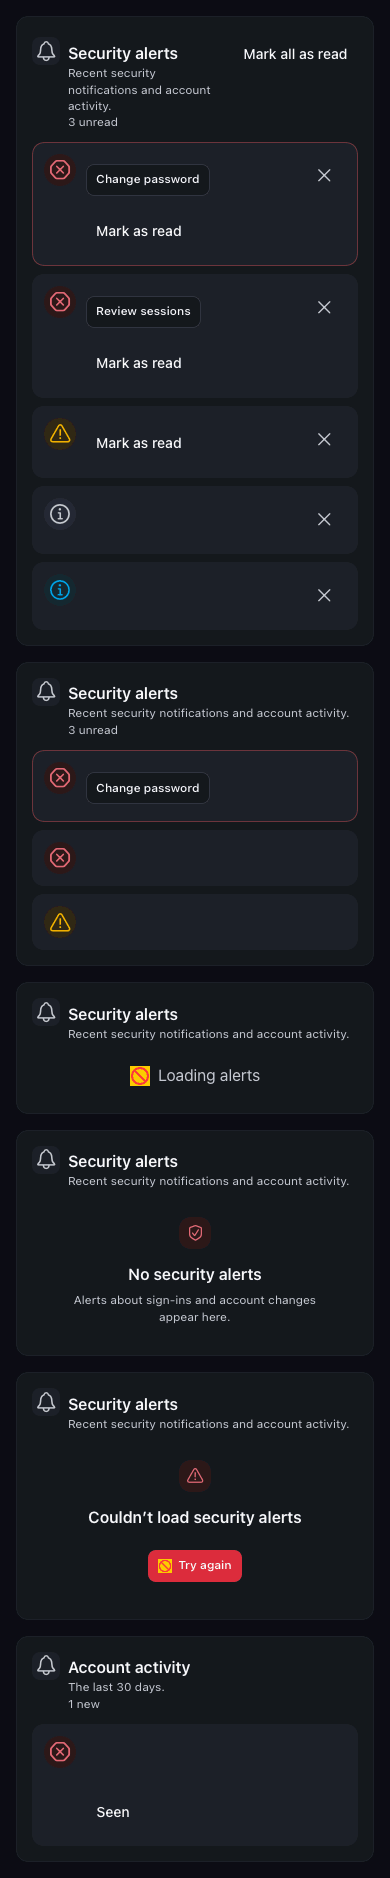 Security alerts
Mark all as read
Recent security
notifications and account
activity.
3 unread
Change password
Mark as read
Review sessions
Mark as read
Mark as read
Security alerts
Recent security notifications and account activity.
3 unread
Change password
Security alerts
Recent security notifications and account activity.
Loading alerts
Security alerts
Recent security notifications and account activity.
No security alerts
Alerts about sign-ins and account changes
appear here.
Security alerts
Recent security notifications and account activity.
Couldn’t load security alerts
Try again
Account activity
The last 30 days.
1 new
Seen